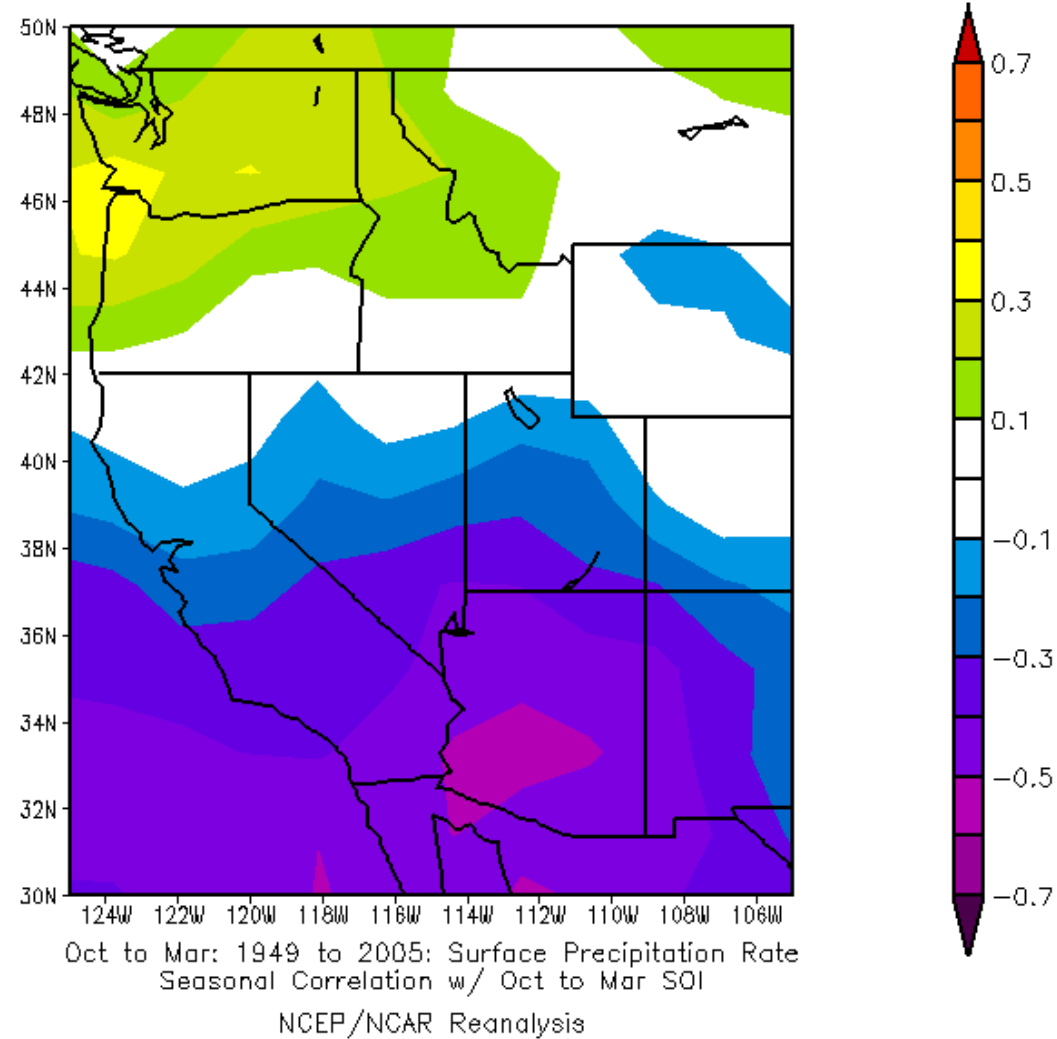 50N
48N
46N
44N
42N
40N
38N
36N
34N
32N
30N
124W 122W 120W 118W 116W 114W 112W 110W 108W 106W
0.7
0.5
0.3
0.1
-0.1
-0.3
-0.5
-0.7
Oct to Mar: 1949 to 2005: Surface Precipitation Rate
Seasonal Correlation w/ Oct to Mar SOI
NCEP/NCAR Reanalysis